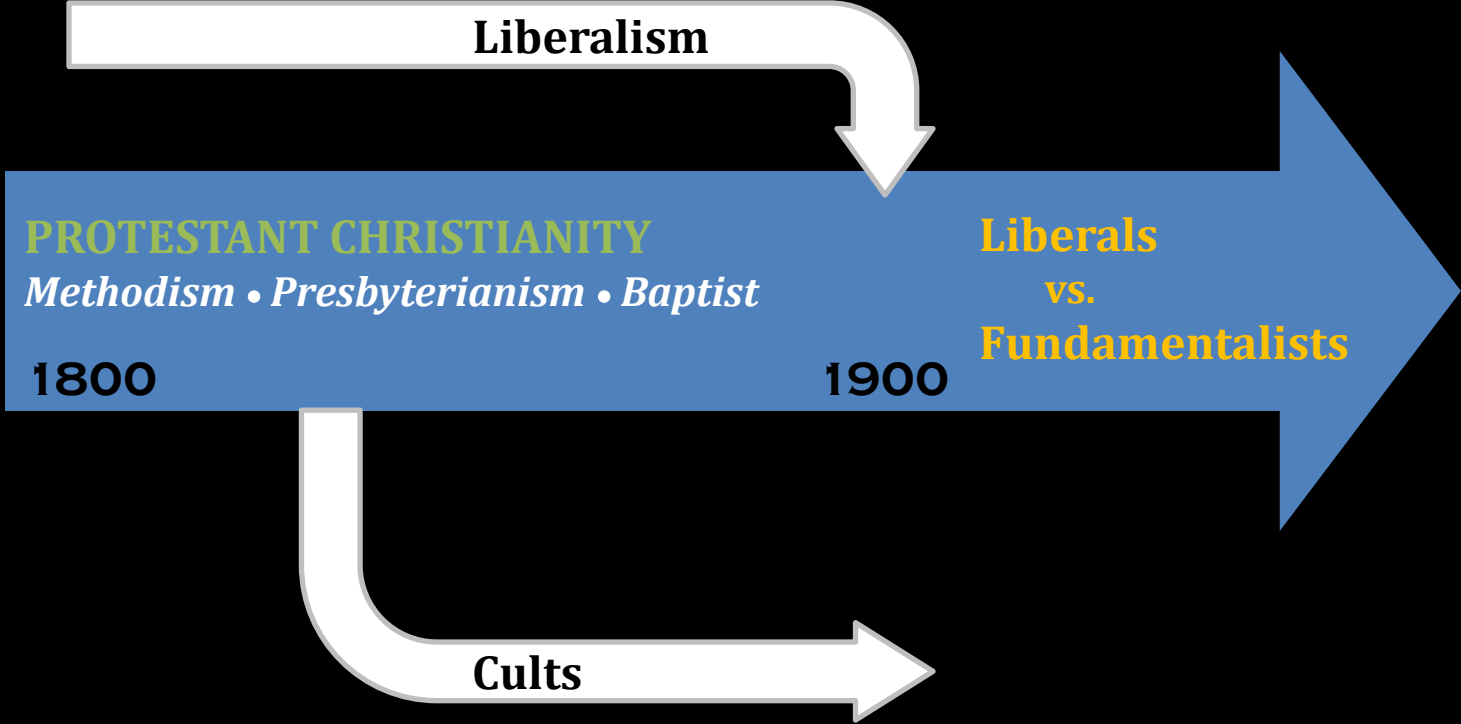 Liberalism
PROTESTANT CHRISTIANITY
Methodism • Presbyterianism • Baptist
1800
1900
Liberals
vs.
Fundamentalists
Cults